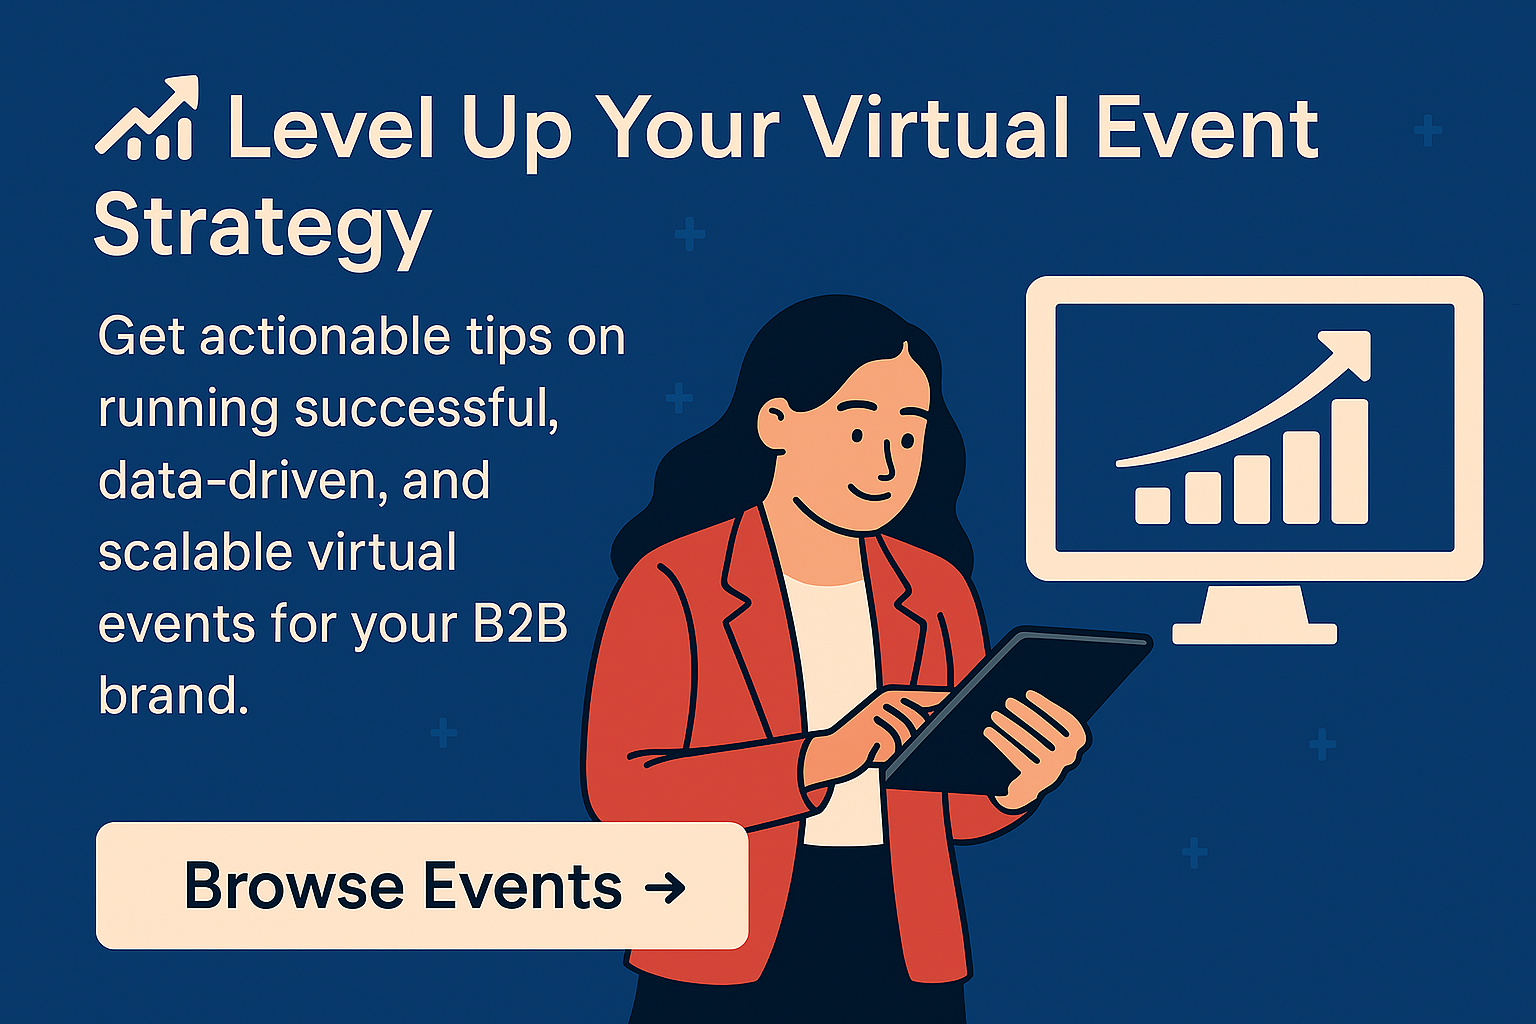 Level Up Your Virtual Event
Strategy
Get actionable tips on
running successful,
data-driven, and
scalable virtual
events for your B2B
brand.
Browse Events →